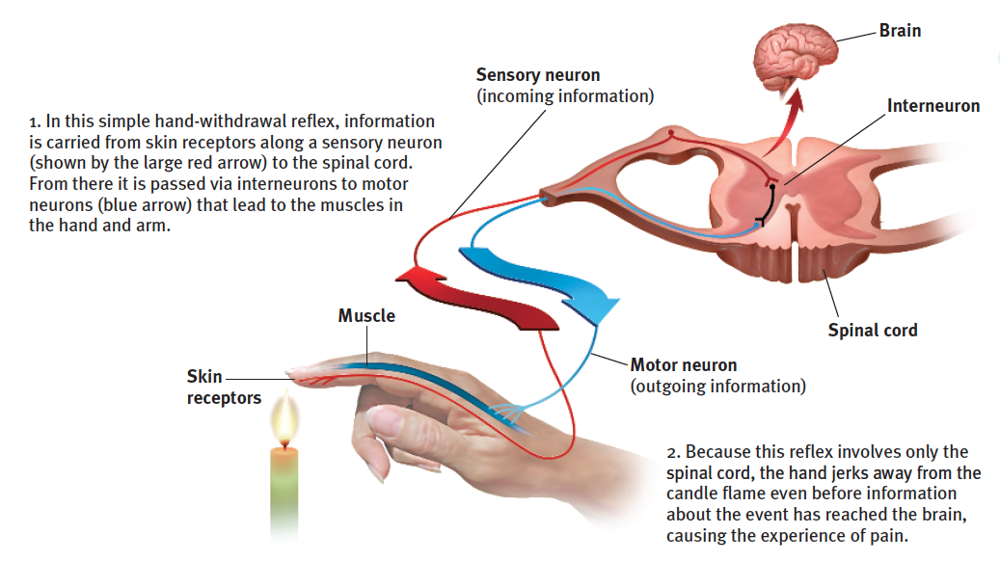 Brain
Sensory neuron
(incoming information)
Interneuron
1. In this simple hand-withdrawal reflex, information
is carried from skin receptors along a sensory neuron
(shown by the large red arrow) to the spinal cord.
From there it is passed via interneurons to motor
neurons (blue arrow) that lead to the muscles in
the hand and arm.
Muscle
Spinal cord
Skin
receptors
Motor neuron
(outgoing information)
2. Because this reflex involves only the
spinal cord, the hand jerks away from the
candle flame even before information
about the event has reached the brain,
causing the experience of pain.